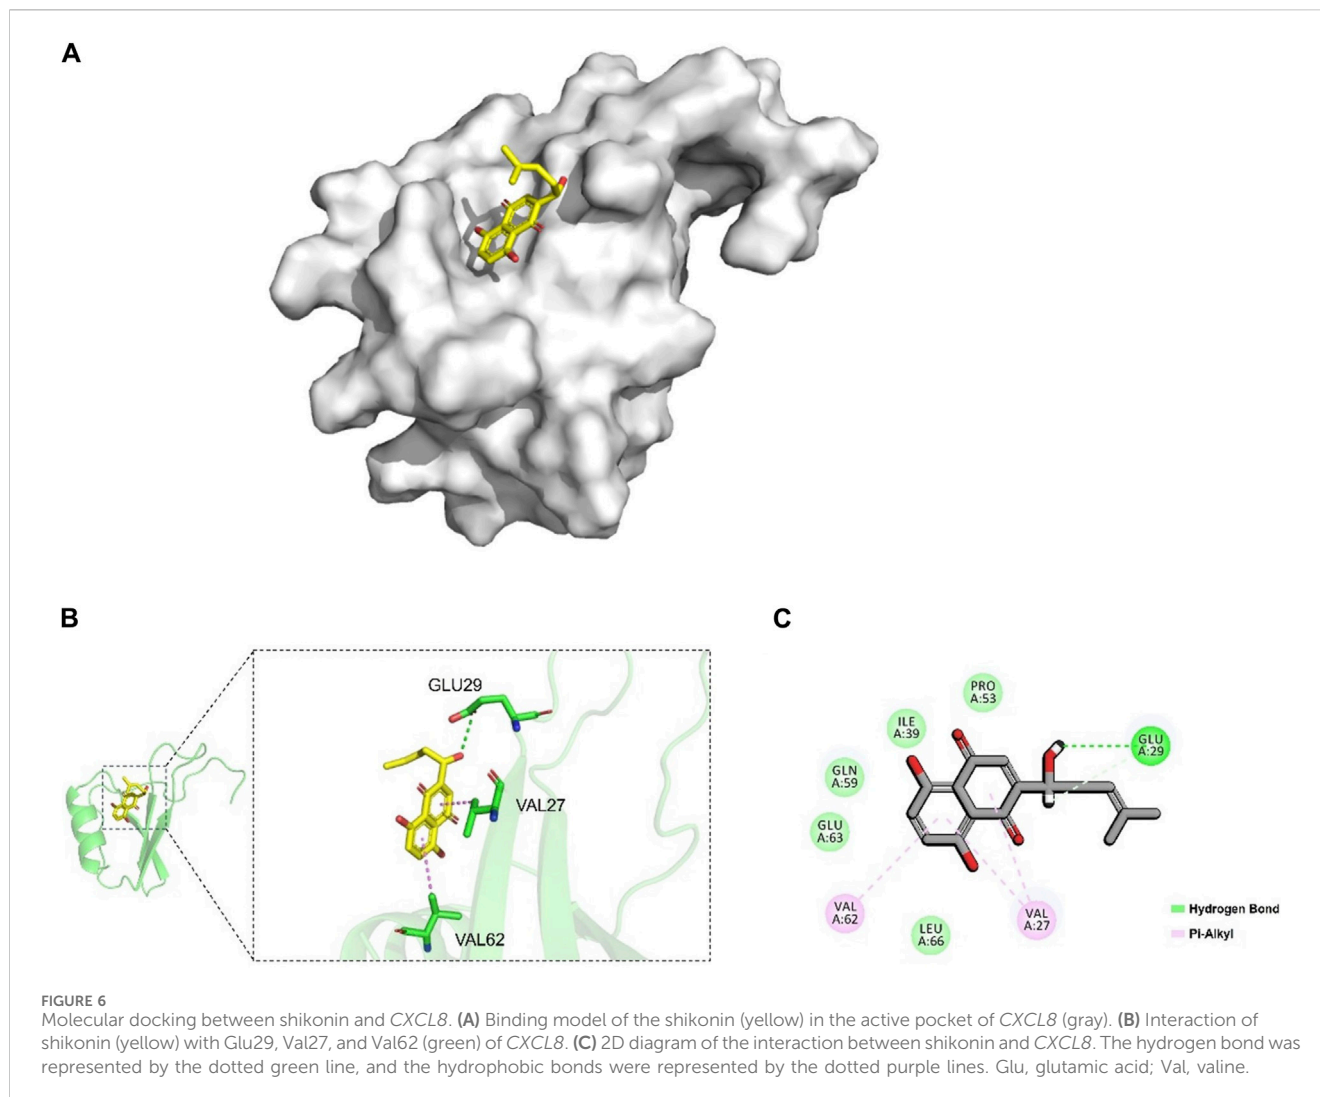 A
B
GLU29
VAL27
VAL62
C
PRO
A:53
ILE
A:39
GLU
A:29
GLN
A:59
GLU
A:63
VAL
A:62
LEU
A:66
VAL
A:27
Hydrogen Bond
Pi-Alkyl
FIGURE 6
Molecular docking between shikonin and CXCL8. (A) Binding model of the shikonin (yellow) in the active pocket of CXCL8 (gray). (B) Interaction of
shikonin (yellow) with Glu29, Val27, and Val62 (green) of CXCL8. (C) 2D diagram of the interaction between shikonin and CXCL8. The hydrogen bond was
represented by the dotted green line, and the hydrophobic bonds were represented by the dotted purple lines. Glu, glutamic acid; Val, valine.